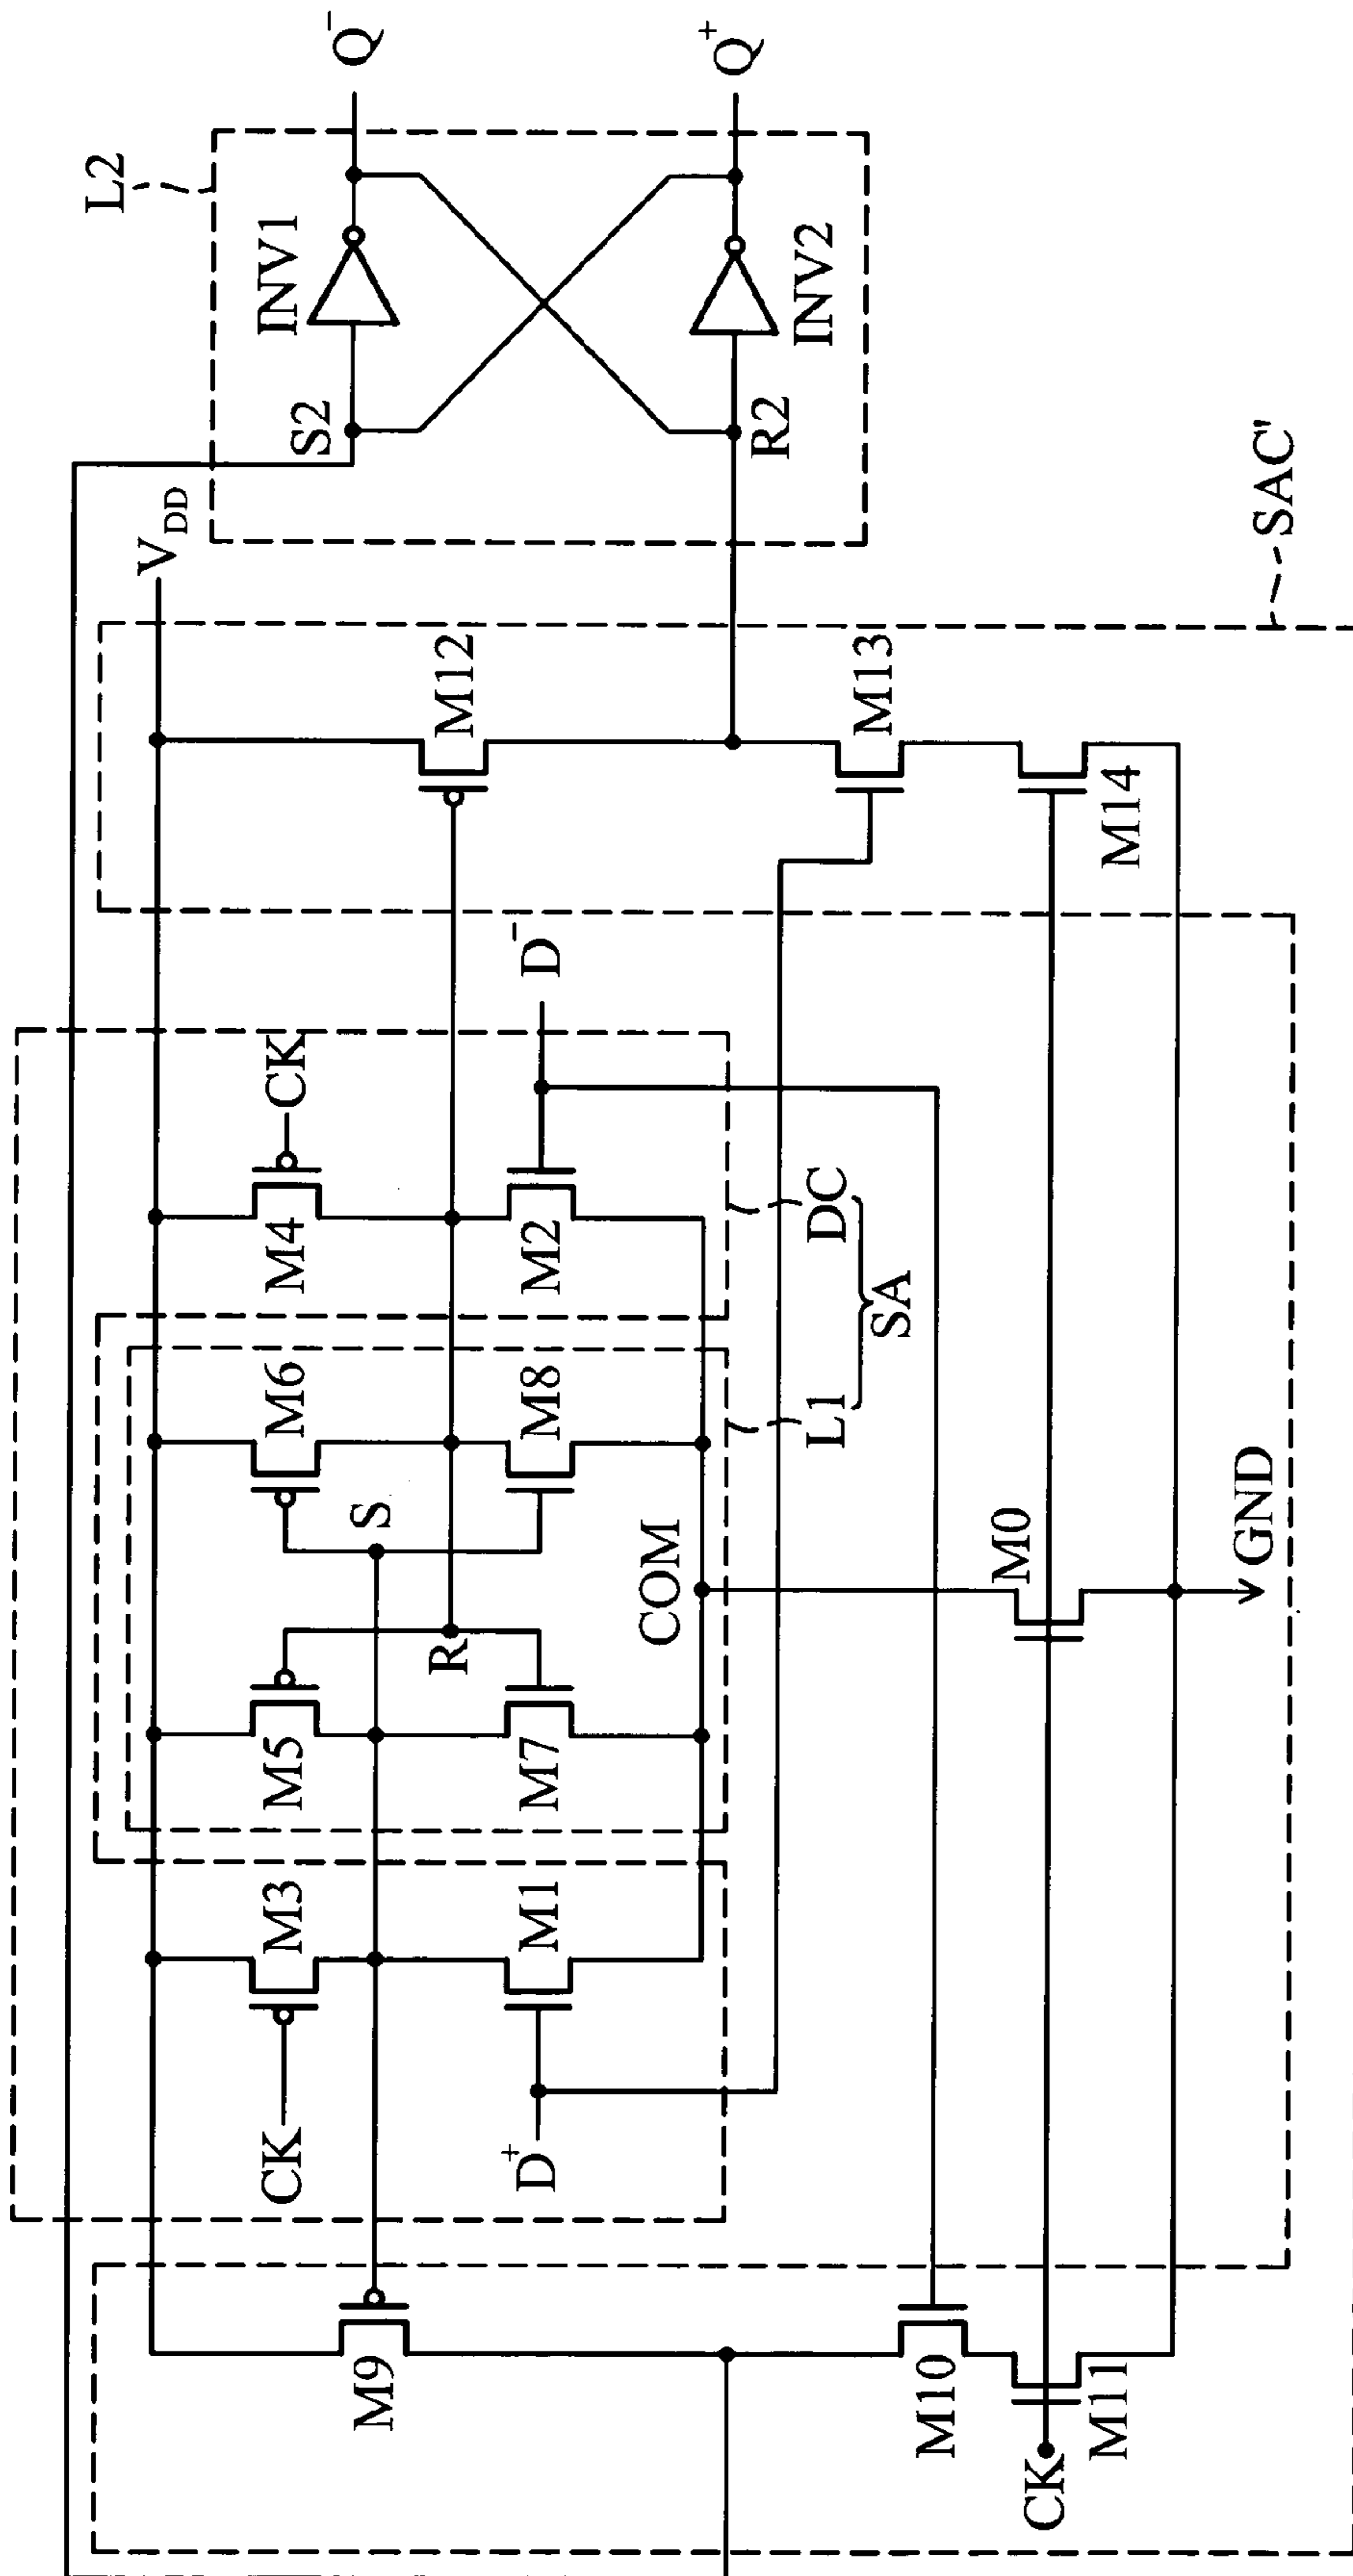 L2
Q⁻
Q⁺
INV1
INV2
S2
R2
V_DD
SAC'
M12
M13
M14
D⁻
CK
M4
M2
DC
SA
L1
M6
M8
S
R
COM
M0
GND
M5
M7
M3
M1
CK
D⁺
M9
M10
M11
CK